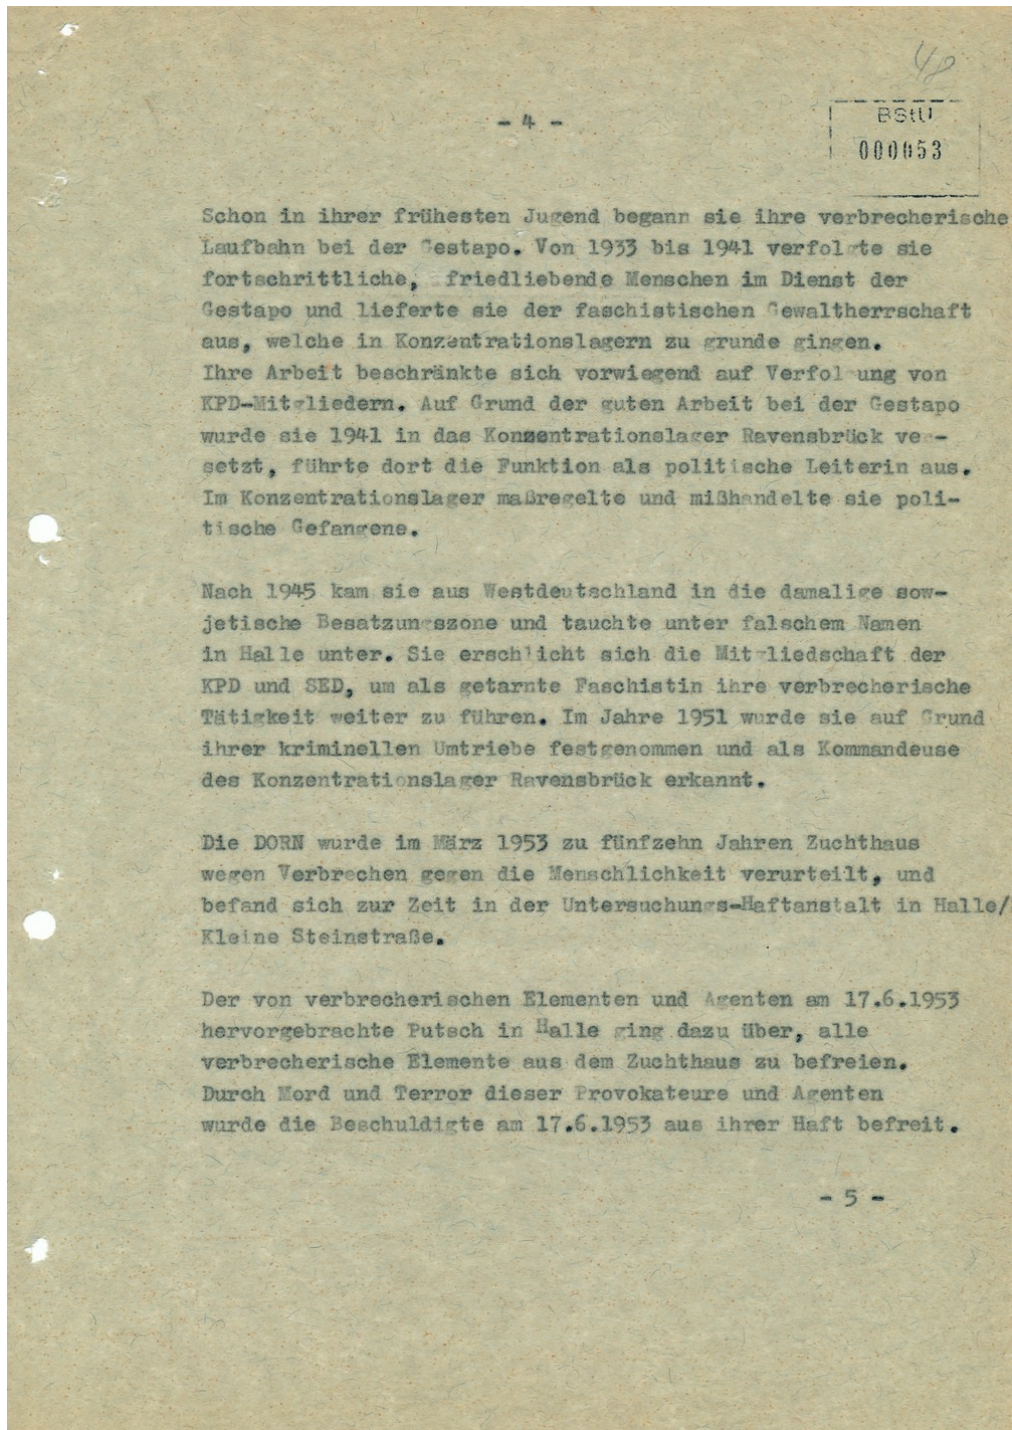 48
BStU
000053
- 4 -
Schon in ihrer frühesten Jugend begann sie ihre verbrecherische
Laufbahn bei der Gestapo. Von 1933 bis 1941 verfolgte sie
fortschrittliche, friedliebende Menschen im Dienst der
Gestapo und lieferte sie der faschistischen Gewaltherrschaft
aus, welche in Konzentrationslagern zu grunde gingen.
Ihre Arbeit beschränkte sich vorwiegend auf Verfolgung von
KPD-Mitgliedern. Auf Grund der guten Arbeit bei der Gestapo
wurde sie 1941 in das Konzentrationslager Ravensbrück ver-
setzt, führte dort die Funktion als politische Leiterin aus.
Im Konzentrationslager maßregelte und mißhandelte sie poli-
tische Gefangene.
Nach 1945 kam sie aus Westdeutschland in die damalige sow-
jetische Besatzungszone und tauchte unter falschem Namen
in Halle unter. Sie erschlicht sich die Mitgliedschaft der
KPD und SED, um als getarnte Faschistin ihre verbrecherische
Tätigkeit weiter zu führen. Im Jahre 1951 wurde sie auf Grund
ihrer kriminellen Umtriebe festgenommen und als Kommandeuse
des Konzentrationslager Ravensbrück erkannt.
Die DORN wurde im März 1953 zu fünfzehn Jahren Zuchthaus
wegen Verbrechen gegen die Menschlichkeit verurteilt, und
befand sich zur Zeit in der Untersuchungs-Haftanstalt in Halle/
Kleine Steinstraße.
Der von verbrecherischen Elementen und Agenten am 17.6.1953
hervorgebrachte Putsch in Halle ging dazu über, alle
verbrecherische Elemente aus dem Zuchthaus zu befreien.
Durch Mord und Terror dieser Provokateure und Agenten
wurde die Beschuldigte am 17.6.1953 aus ihrer Haft befreit.
- 5 -